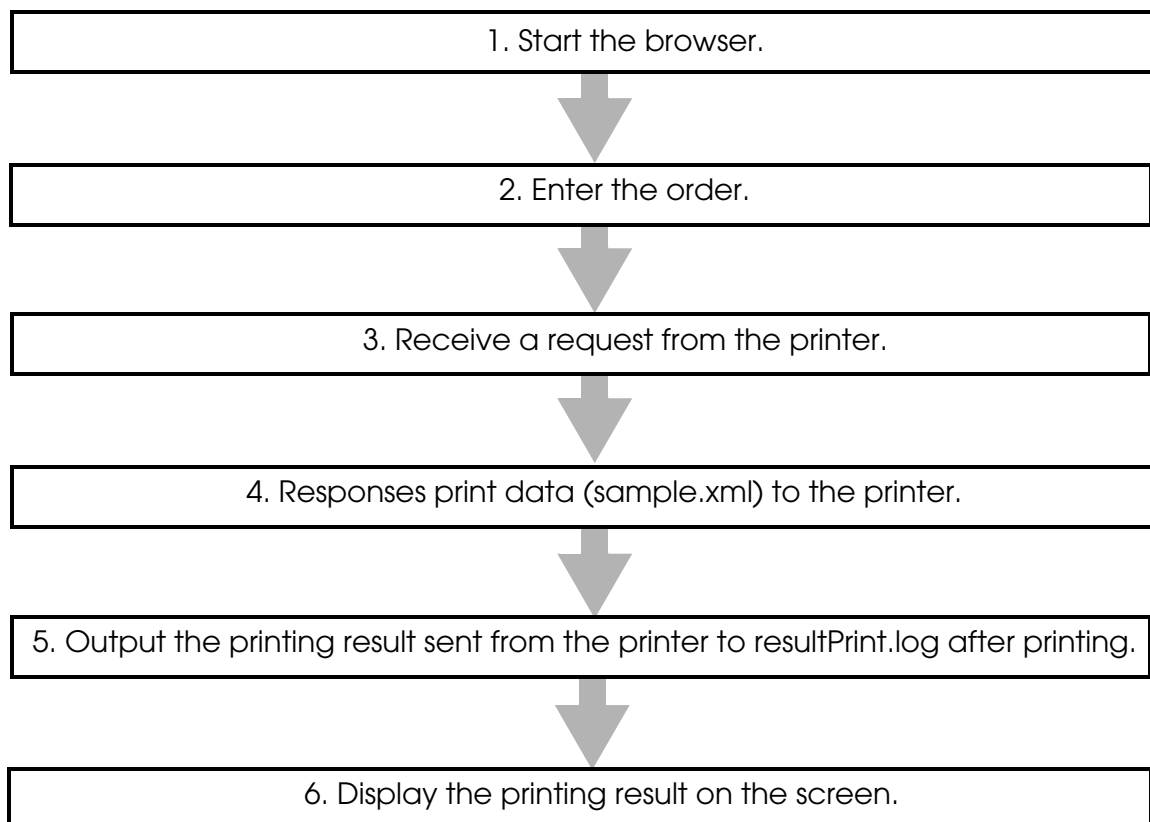 1. Start the browser.
2. Enter the order.
3. Receive a request from the printer.
4. Responses print data (sample.xml) to the printer.
5. Output the printing result sent from the printer to resultPrint.log after printing.
6. Display the printing result on the screen.